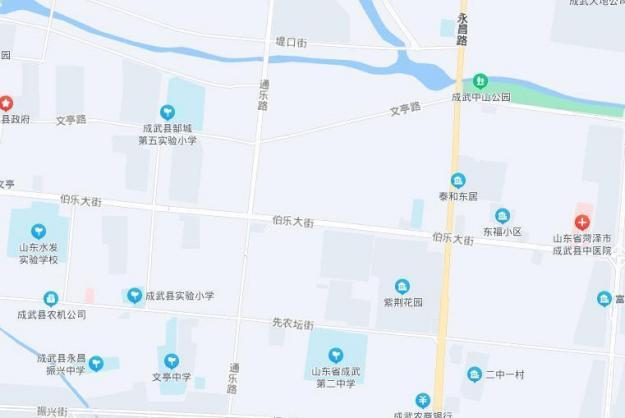 成武大地公司
永昌路
堤口街
园
通乐路
成武中山公园
县政府
文亭路
文亭路
成武县郜城
第五实验小学
文亭
泰和东居
伯乐大街
伯乐大街
伯乐大街
东福小区
山东水发
实验学校
山东省菏泽市
成武县中医院
成武县实验小学
紫荆花园
富
成武县农机公司
先农坛街
成武县永昌
振兴中学
文亭中学
通乐路
山东省成武
第二中学
二中一村
振兴街
成武农商银行